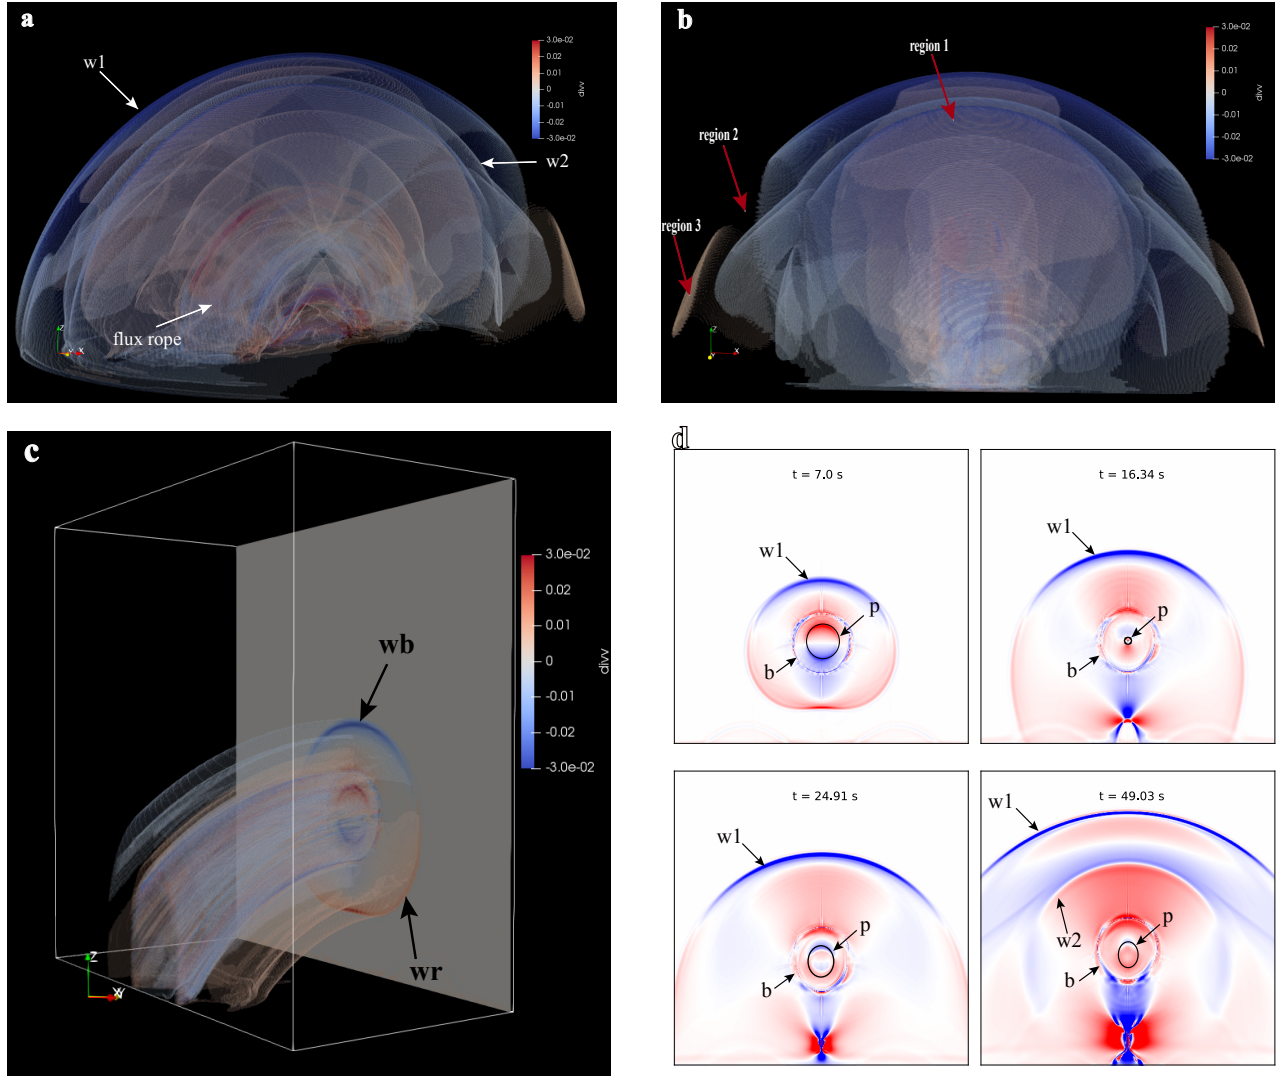 a
w1
w2
flux rope
3.0e-02
0.02
0.01
0
-0.01
-0.02
-3.0e-02
divv
Z
Y X
b
region 1
region 2
region 3
3.0e-02
0.02
0.01
0
-0.01
-0.02
-3.0e-02
divv
Z
Y
X
c
wb
wr
3.0e-02
0.02
0.01
0
-0.01
-0.02
-3.0e-02
divv
Z
X
Y
d
t = 7.0 s
w1
p
b
t = 16.34 s
w1
p
b
t = 24.91 s
w1
p
b
t = 49.03 s
w1
p
w2
b